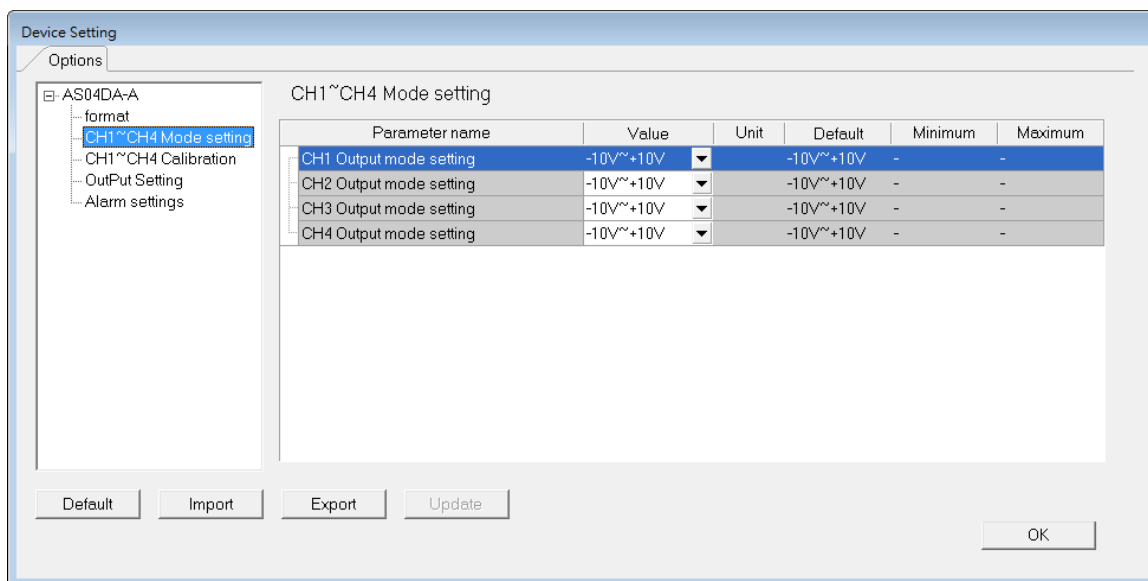 Device Setting
Options
AS04DA-A
format
CH1~CH4 Mode setting
CH1~CH4 Calibration
OutPut Setting
Alarm settings
CH1~CH4 Mode setting
Parameter name Value Unit Default Minimum Maximum
CH1 Output mode setting -10V~+10V -10V~+10V - -
CH2 Output mode setting -10V~+10V -10V~+10V - -
CH3 Output mode setting -10V~+10V -10V~+10V - -
CH4 Output mode setting -10V~+10V -10V~+10V - -
Default Import Export Update
OK